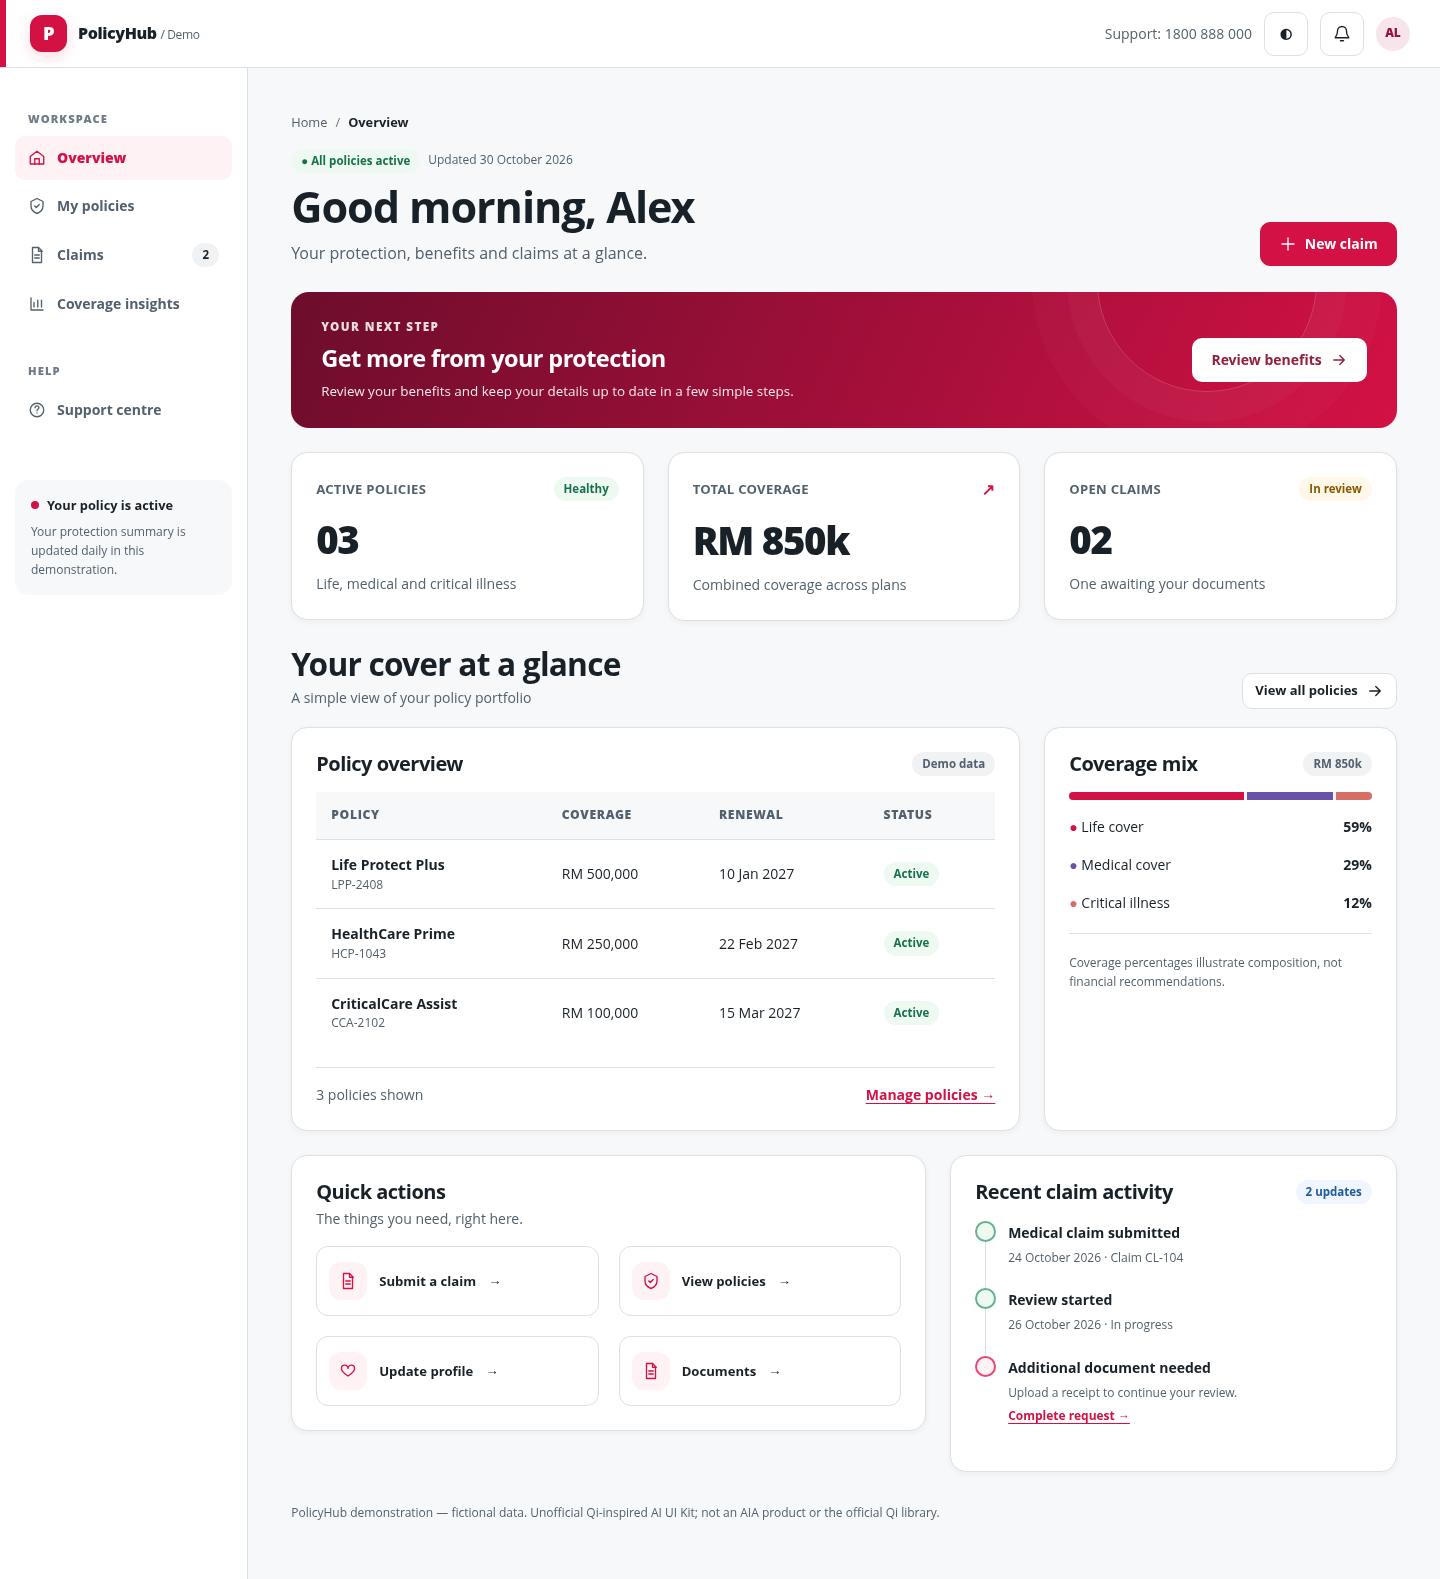 P PolicyHub / Demo
Support: 1800 888 000
AL
WORKSPACE
Overview
My policies
Claims 2
Coverage insights
HELP
Support centre
Your policy is active
Your protection summary is
updated daily in this
demonstration.
Home / Overview
● All policies active Updated 30 October 2026
Good morning, Alex
Your protection, benefits and claims at a glance.
New claim
YOUR NEXT STEP
Get more from your protection
Review your benefits and keep your details up to date in a few simple steps.
Review benefits →
ACTIVE POLICIES Healthy
03
Life, medical and critical illness
TOTAL COVERAGE ↗
RM 850k
Combined coverage across plans
OPEN CLAIMS In review
02
One awaiting your documents
Your cover at a glance
A simple view of your policy portfolio
View all policies →
Policy overview Demo data
POLICY COVERAGE RENEWAL STATUS
Life Protect Plus
LPP-2408
RM 500,000 10 Jan 2027 Active
HealthCare Prime
HCP-1043
RM 250,000 22 Feb 2027 Active
CriticalCare Assist
CCA-2102
RM 100,000 15 Mar 2027 Active
3 policies shown Manage policies →
Coverage mix RM 850k
● Life cover 59%
● Medical cover 29%
● Critical illness 12%
Coverage percentages illustrate composition, not
financial recommendations.
Quick actions
The things you need, right here.
Submit a claim →
View policies →
Update profile →
Documents →
Recent claim activity 2 updates
Medical claim submitted
24 October 2026 · Claim CL-104
Review started
26 October 2026 · In progress
Additional document needed
Upload a receipt to continue your review.
Complete request →
PolicyHub demonstration — fictional data. Unofficial Qi-inspired AI UI Kit; not an AIA product or the official Qi library.